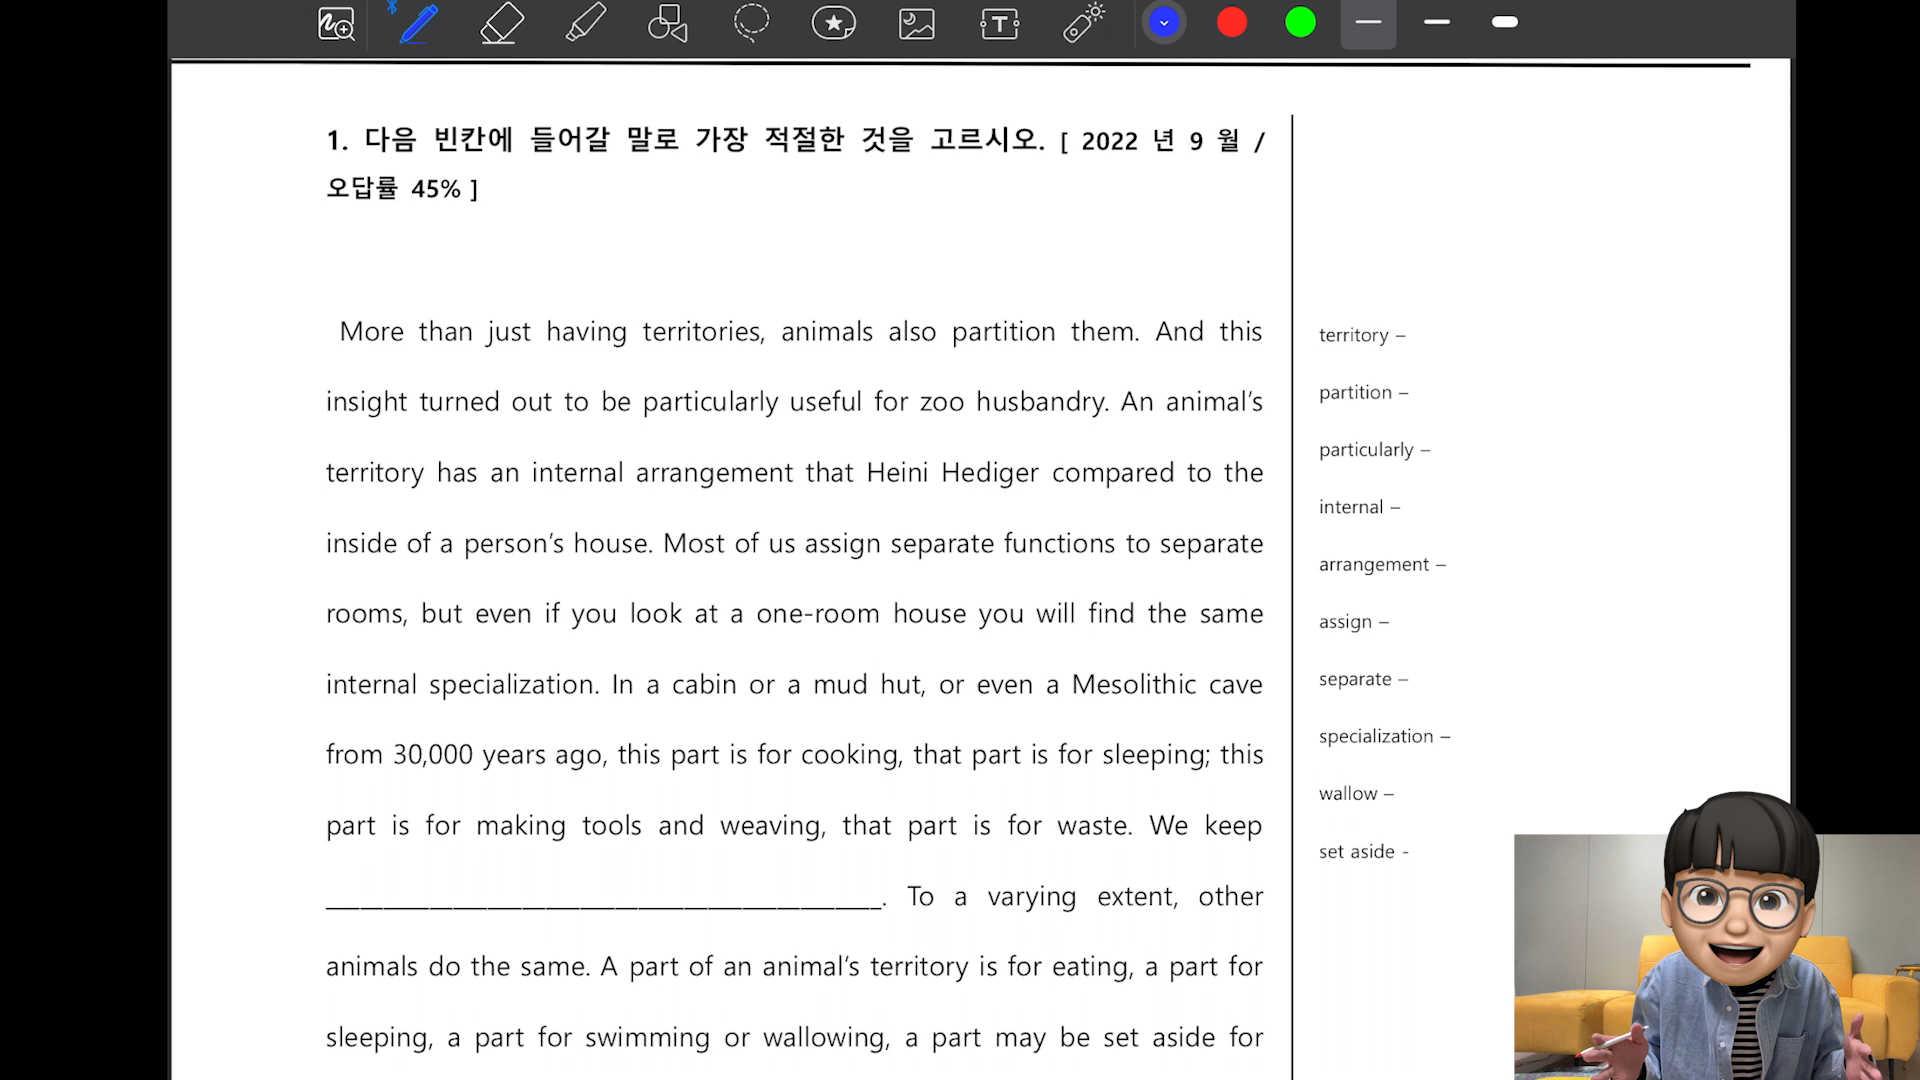 1. 다음 빈칸에 들어갈 말로 가장 적절한 것을 고르시오. [ 2022 년 9 월 /
오답률 45% ]
More than just having territories, animals also partition them. And this
insight turned out to be particularly useful for zoo husbandry. An animal’s
territory has an internal arrangement that Heini Hediger compared to the
inside of a person’s house. Most of us assign separate functions to separate
rooms, but even if you look at a one-room house you will find the same
internal specialization. In a cabin or a mud hut, or even a Mesolithic cave
from 30,000 years ago, this part is for cooking, that part is for sleeping; this
part is for making tools and weaving, that part is for waste. We keep
________________________________________. To a varying extent, other
animals do the same. A part of an animal’s territory is for eating, a part for
sleeping, a part for swimming or wallowing, a part may be set aside for
territory –
partition –
particularly –
internal –
arrangement –
assign –
separate –
specialization –
wallow –
set aside -